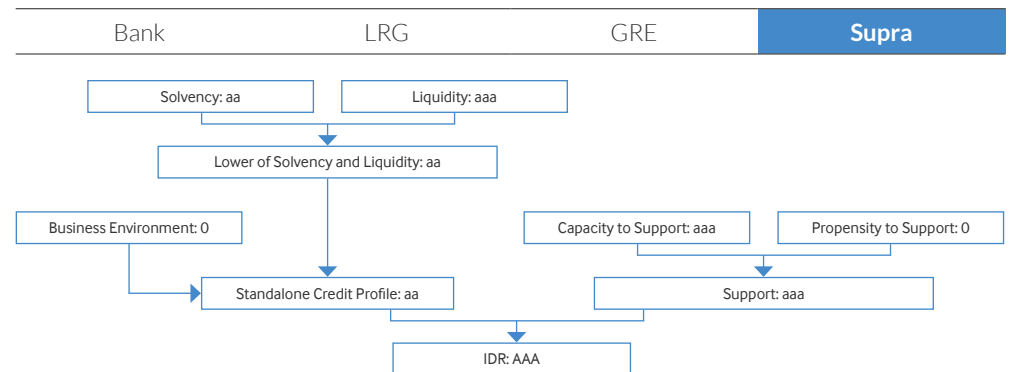 Bank LRG GRE Supra
Solvency: aa Liquidity: aaa
Lower of Solvency and Liquidity: aa
Business Environment: 0 Capacity to Support: aaa Propensity to Support: 0
Standalone Credit Profile: aa Support: aaa
IDR: AAA